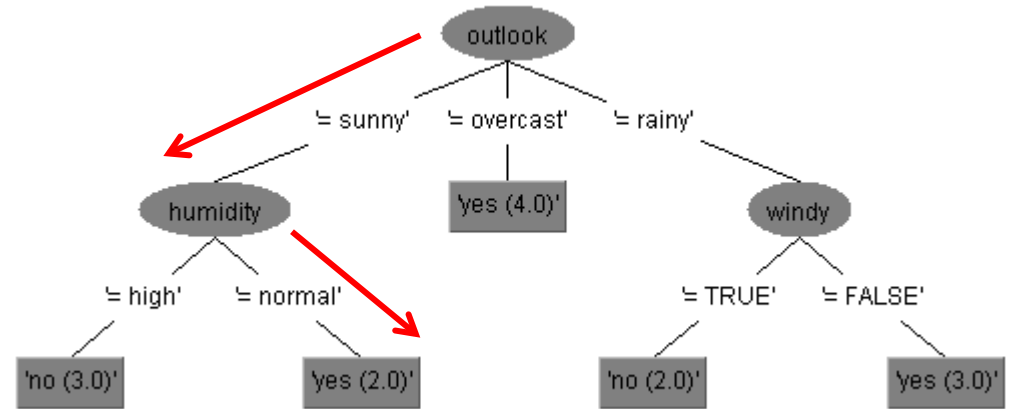 outlook
'= sunny' '= overcast' '= rainy'
humidity 'yes (4.0)' windy
'= high' '= normal' '= TRUE' '= FALSE'
'no (3.0)' 'yes (2.0)' 'no (2.0)' 'yes (3.0)'